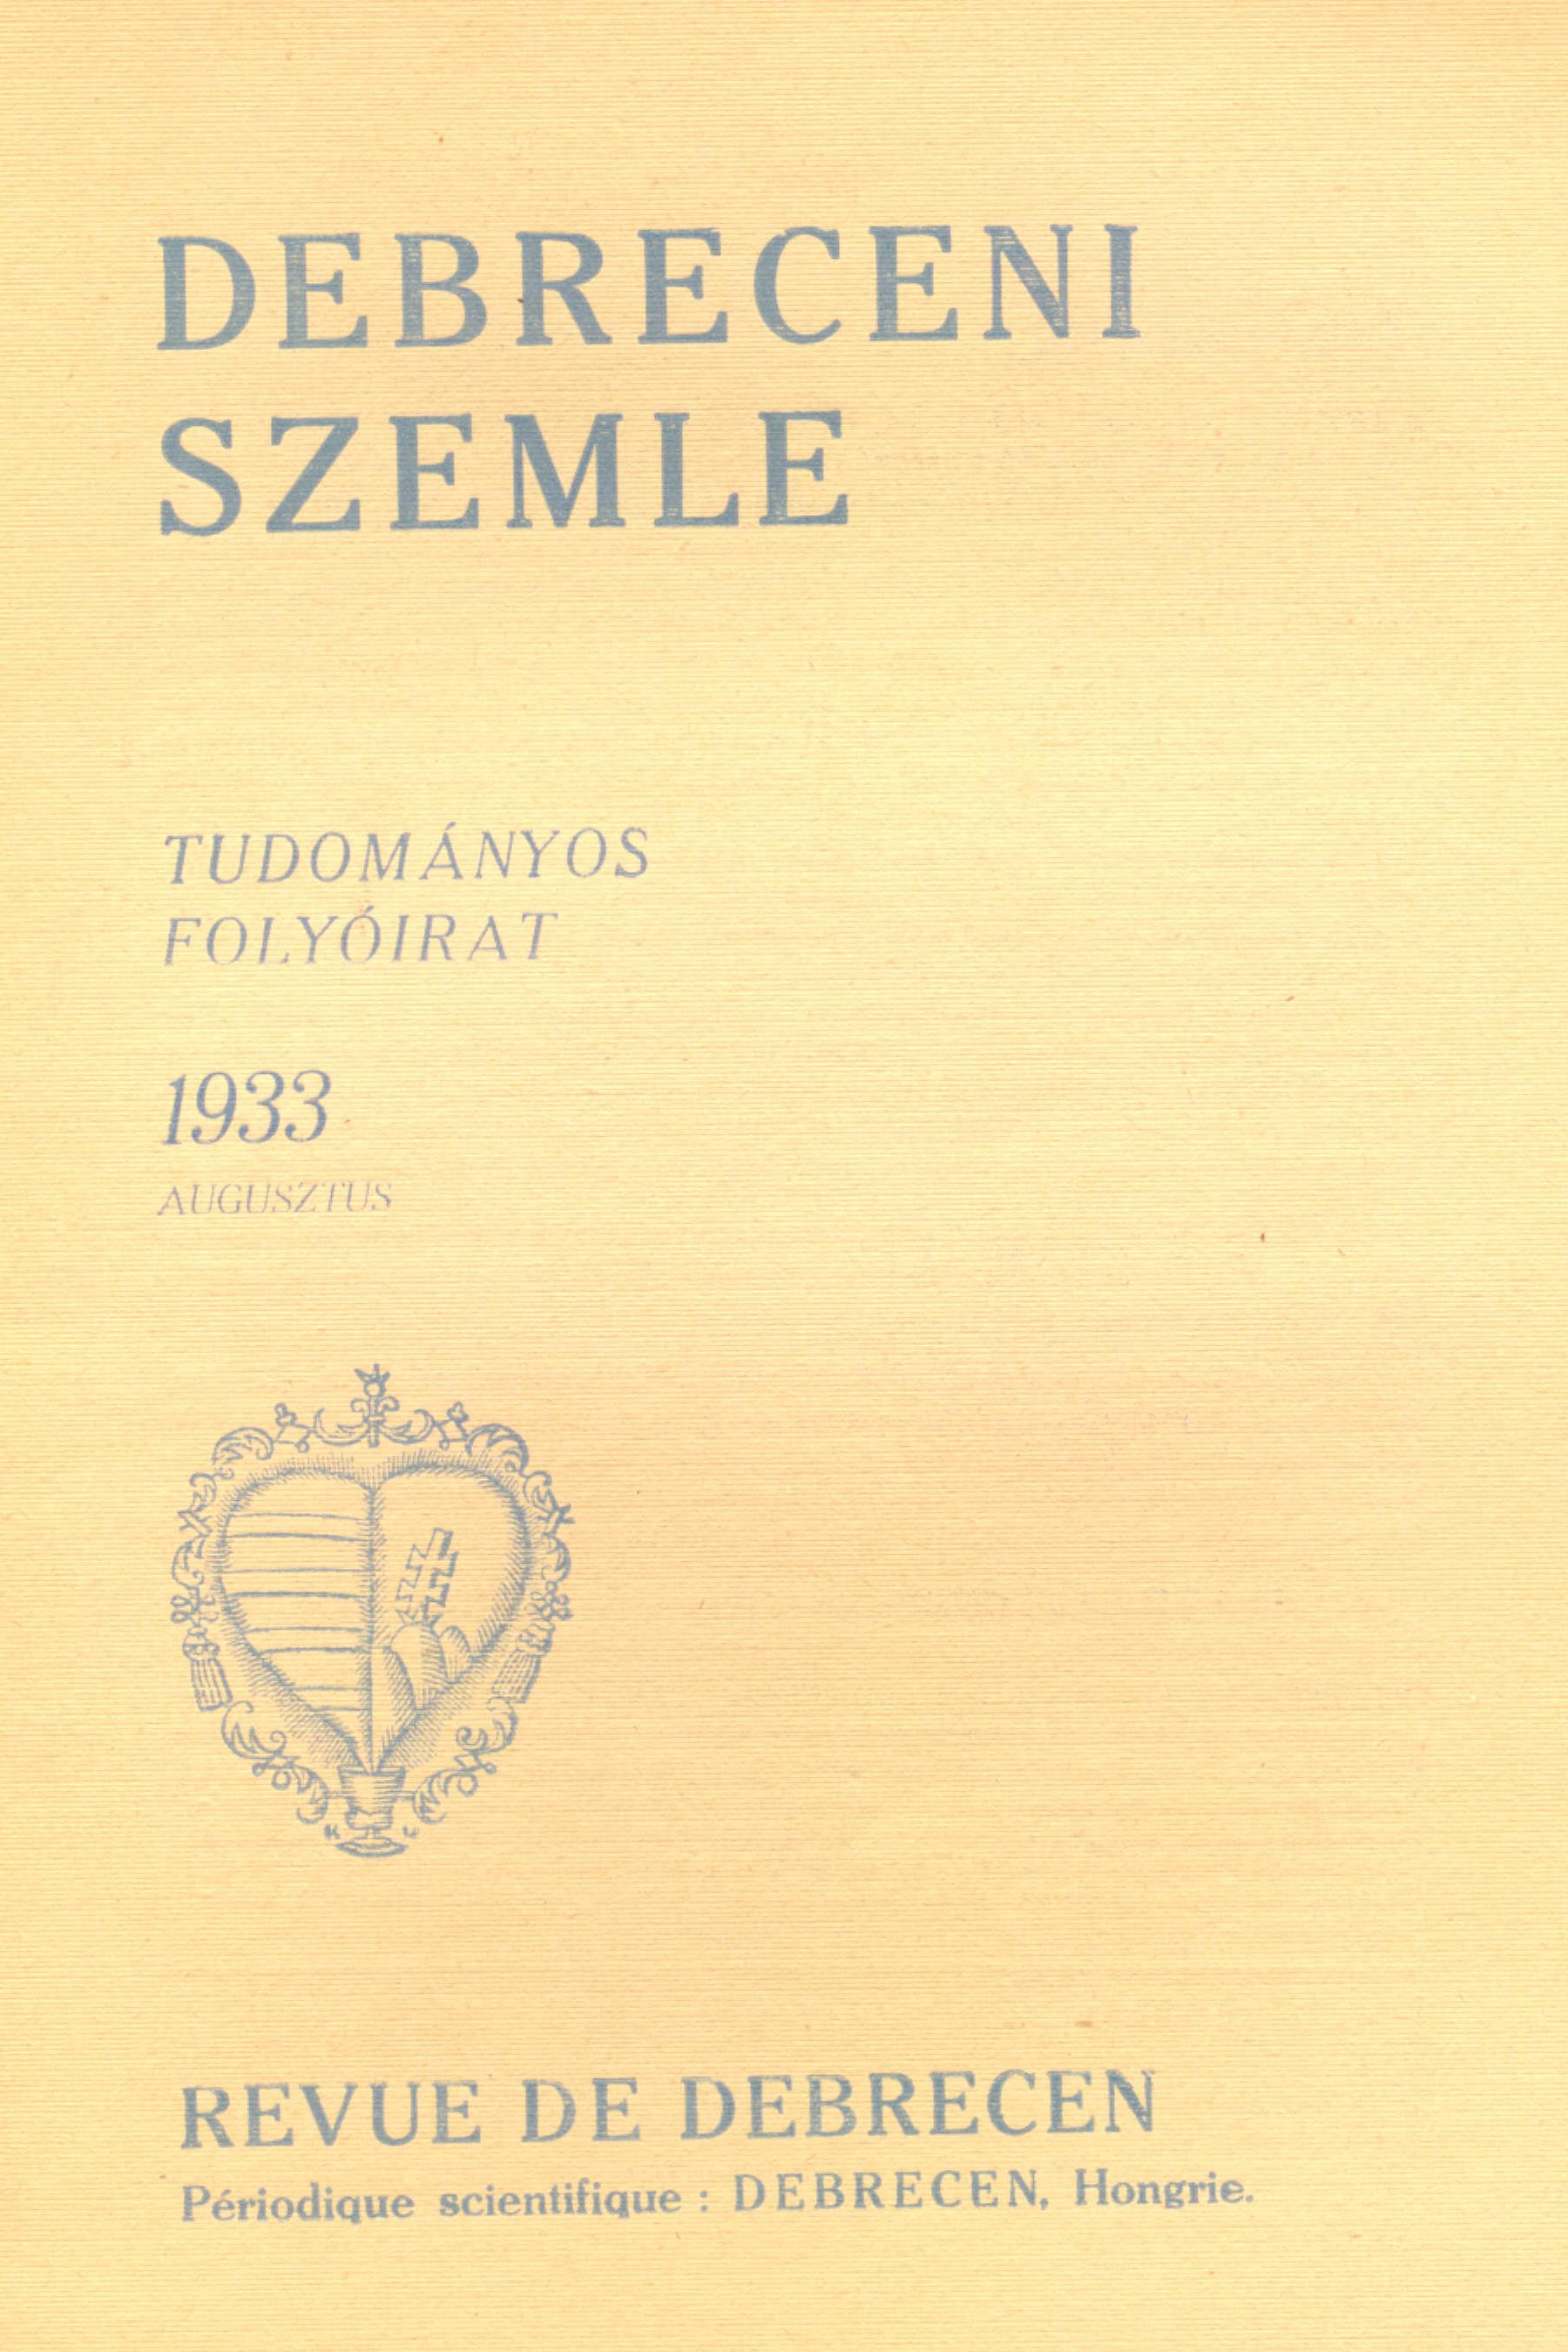 DEBRECENI
SZEMLE
TUDOMÁNYOS
FOLYÓIRAT
1933
AUGUSZTUS
REVUE DE DEBRECEN
Périodique scientifique : DEBRECEN, Hongrie.